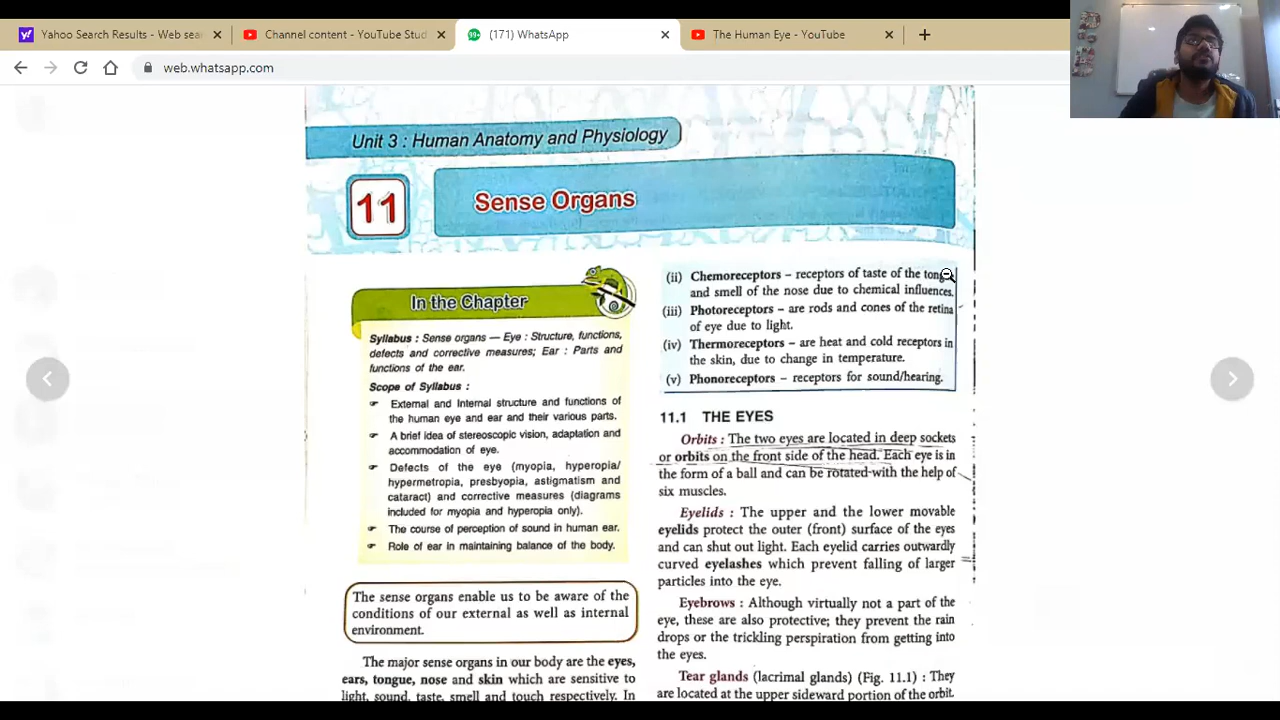 Yahoo Search Results - Web sea
Channel content - YouTube Stud
(171) WhatsApp
The Human Eye - YouTube
web.whatsapp.com
Unit 3 : Human Anatomy and Physiology
11
Sense Organs
In the Chapter
Syllabus : Sense organs — Eye : Structure, functions,
defects and corrective measures; Ear : Parts and
functions of the ear.
Scope of Syllabus :
External and Internal structure and functions of
the human eye and ear and their various parts.
A brief idea of stereoscopic vision, adaptation and
accommodation of eye.
Defects of the eye (myopia, hyperopia/
hypermetropia, presbyopia, astigmatism and
cataract) and corrective measures (diagrams
included for myopia and hyperopia only).
The course of perception of sound in human ear.
Role of ear in maintaining balance of the body.
The sense organs enable us to be aware of the
conditions of our external as well as internal
environment.
The major sense organs in our body are the eyes,
ears, tongue, nose and skin which are sensitive to
light, sound, taste, smell and touch respectively. In
(ii) Chemoreceptors – receptors of taste of the tong
and smell of the nose due to chemical influences.
(iii) Photoreceptors – are rods and cones of the retina
of eye due to light.
(iv) Thermoreceptors – are heat and cold receptors in
the skin, due to change in temperature.
(v) Phonoreceptors – receptors for sound/hearing.
11.1 THE EYES
Orbits : The two eyes are located in deep sockets
or orbits on the front side of the head. Each eye is in
the form of a ball and can be rotated with the help of
six muscles.
Eyelids : The upper and the lower movable
eyelids protect the outer (front) surface of the eyes
and can shut out light. Each eyelid carries outwardly
curved eyelashes which prevent falling of larger
particles into the eye.
Eyebrows : Although virtually not a part of the
eye, these are also protective; they prevent the rain
drops or the trickling perspiration from getting into
the eyes.
Tear glands (lacrimal glands) (Fig. 11.1) : They
are located at the upper sideward portion of the orbit.